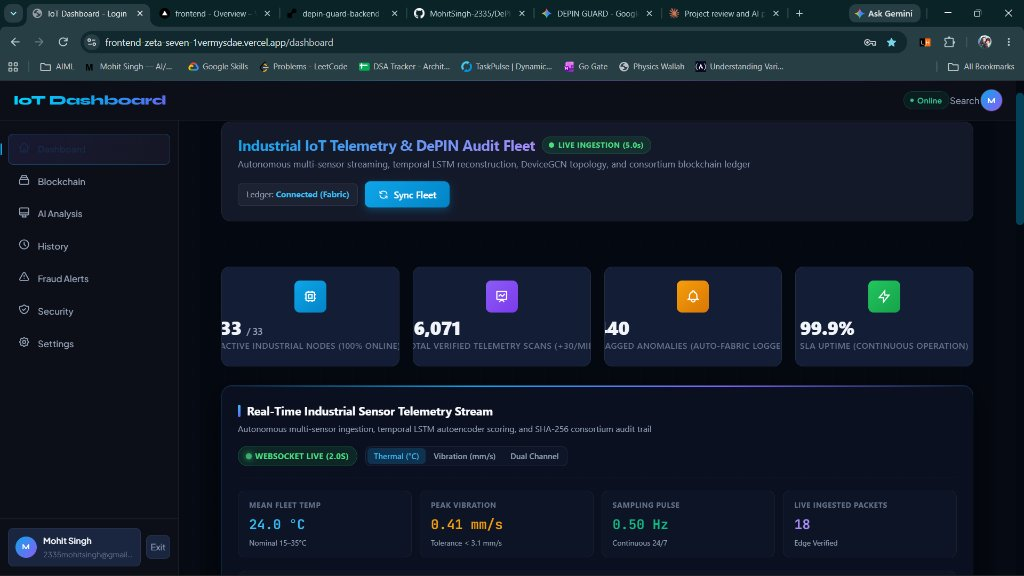 IoT Dashboard - Login
frontend - Overview - V
depin-guard-backend
MohitSingh-2335/DeP
DEPIN GUARD - Goog
Project review and AI p
Ask Gemini
frontend-zeta-seven-1vermysdae.vercel.app/dashboard
AIML
Mohit Singh — AI/...
Google Skills
Problems - LeetCode
DSA Tracker - Archit...
TaskPulse | Dynamic...
Go Gate
Physics Wallah
Understanding Vari...
All Bookmarks
IoT Dashboard
Online
Search
M
Dashboard
Blockchain
AI Analysis
History
Fraud Alerts
Security
Settings
M
Mohit Singh
2335mohitsingh@gmail...
Exit
Industrial IoT Telemetry & DePIN Audit Fleet
LIVE INGESTION (5.0s)
Autonomous multi-sensor streaming, temporal LSTM reconstruction, DeviceGCN topology, and consortium blockchain ledger
Ledger: Connected (Fabric)
Sync Fleet
33 / 33
ACTIVE INDUSTRIAL NODES (100% ONLINE)
6,071
OTAL VERIFIED TELEMETRY SCANS (+30/MI
40
AGGED ANOMALIES (AUTO-FABRIC LOGGE
99.9%
SLA UPTIME (CONTINUOUS OPERATION)
Real-Time Industrial Sensor Telemetry Stream
Autonomous multi-sensor ingestion, temporal LSTM autoencoder scoring, and SHA-256 consortium audit trail
WEBSOCKET LIVE (2.0S)
Thermal (°C)
Vibration (mm/s)
Dual Channel
MEAN FLEET TEMP
24.0 °C
Nominal 15–35°C
PEAK VIBRATION
0.41 mm/s
Tolerance < 3.1 mm/s
SAMPLING PULSE
0.50 Hz
Continuous 24/7
LIVE INGESTED PACKETS
18
Edge Verified